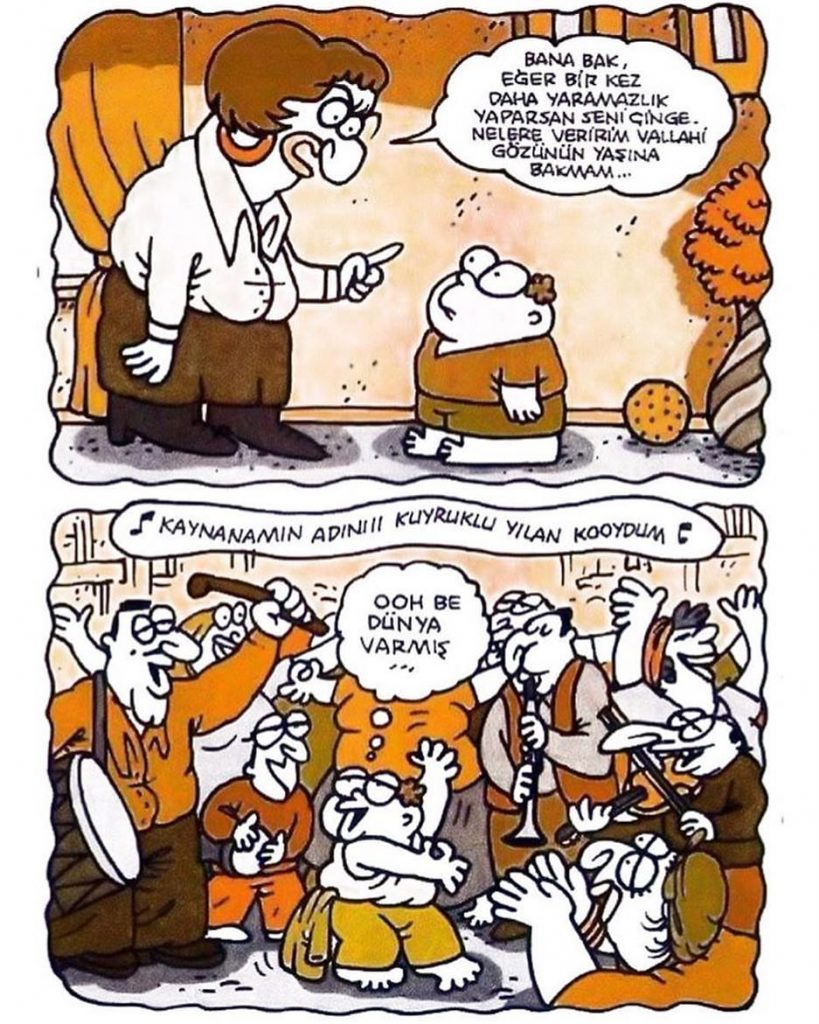 BANA BAK,
EĞER BİR KEZ
DAHA YARAMAZLIK
YAPARSAN SENİ ÇİNGE-
NELERE VERİRİM VALLAHİ
GÖZÜNÜN YAŞINA
BAKMAM...
KAYNANAMIN ADINIII KUYRUKLU YILAN KOOYDUM
OOH BE
DÜNYA
VARMIŞ
...